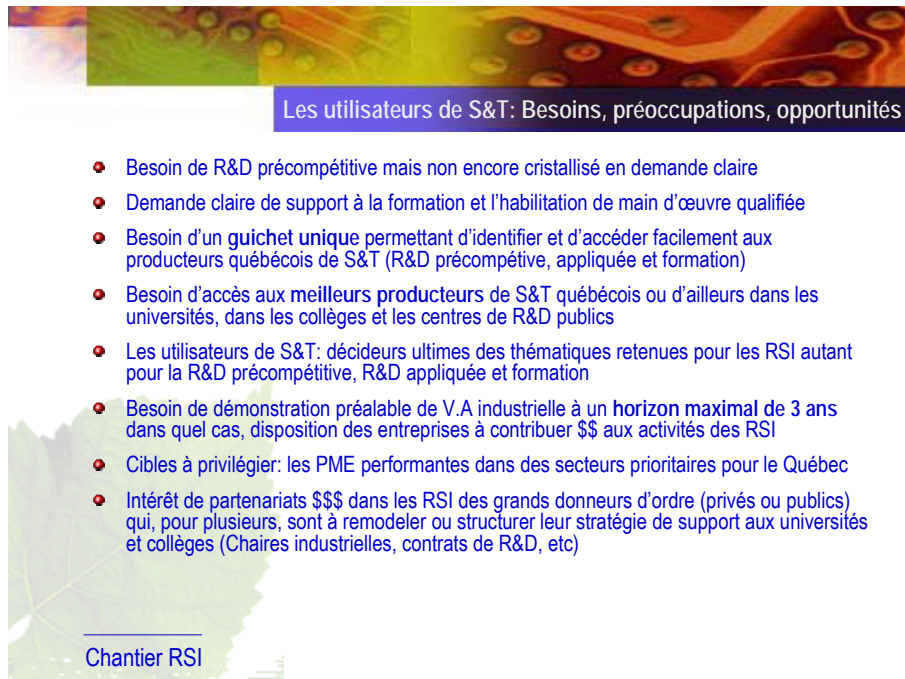 Les utilisateurs de S&T: Besoins, préoccupations, opportunités
Besoin de R&D précompétitive mais non encore cristallisé en demande claire
Demande claire de support à la formation et l'habilitation de main d'œuvre qualifiée
Besoin d'un guichet unique permettant d'identifier et d'accéder facilement aux
producteurs québécois de S&T (R&D précompétive, appliquée et formation)
Besoin d'accès aux meilleurs producteurs de S&T québécois ou d'ailleurs dans les
universités, dans les collèges et les centres de R&D publics
Les utilisateurs de S&T: décideurs ultimes des thématiques retenues pour les RSI autant
pour la R&D précompétitive, R&D appliquée et formation
Besoin de démonstration préalable de V.A industrielle à un horizon maximal de 3 ans
dans quel cas, disposition des entreprises à contribuer $$ aux activités des RSI
Cibles à privilégier: les PME performantes dans des secteurs prioritaires pour le Québec
Intérêt de partenariats $$$ dans les RSI des grands donneurs d'ordre (privés ou publics)
qui, pour plusieurs, sont à remodeler ou structurer leur stratégie de support aux universités
et collèges (Chaires industrielles, contrats de R&D, etc)
Chantier RSI